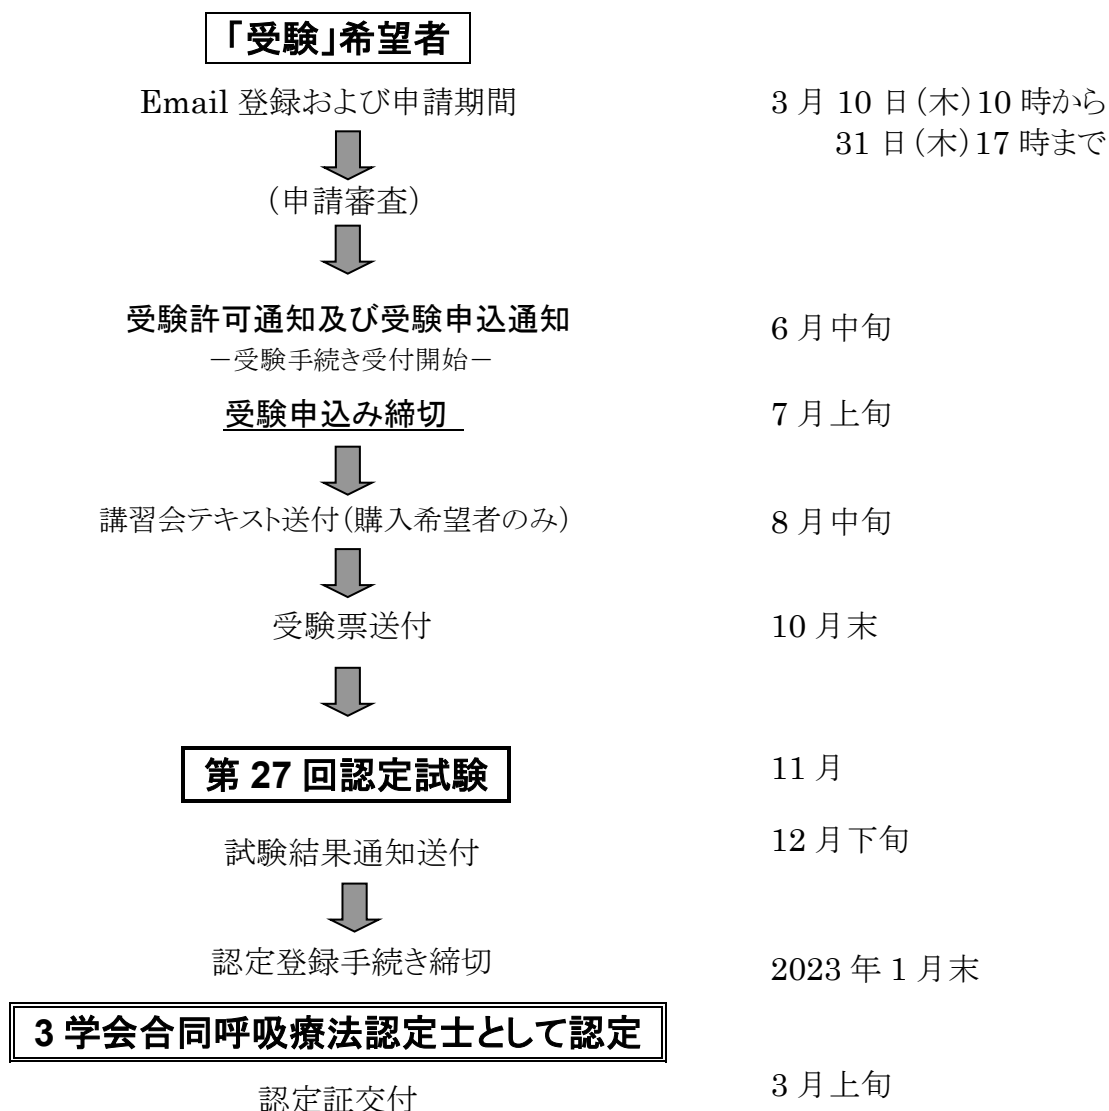 「受験」希望者
Email 登録および申請期間 3 月 10 日(木)10 時から
31 日(木)17 時まで
(申請審査)
受験許可通知及び受験申込通知 6 月中旬
－受験手続き受付開始－
受験申込み締切 7 月上旬
講習会テキスト送付(購入希望者のみ) 8 月中旬
受験票送付 10 月末
第 27 回認定試験 11 月
試験結果通知送付 12 月下旬
認定登録手続き締切 2023 年 1 月末
3 学会合同呼吸療法認定士として認定
認定証交付 3 月上旬